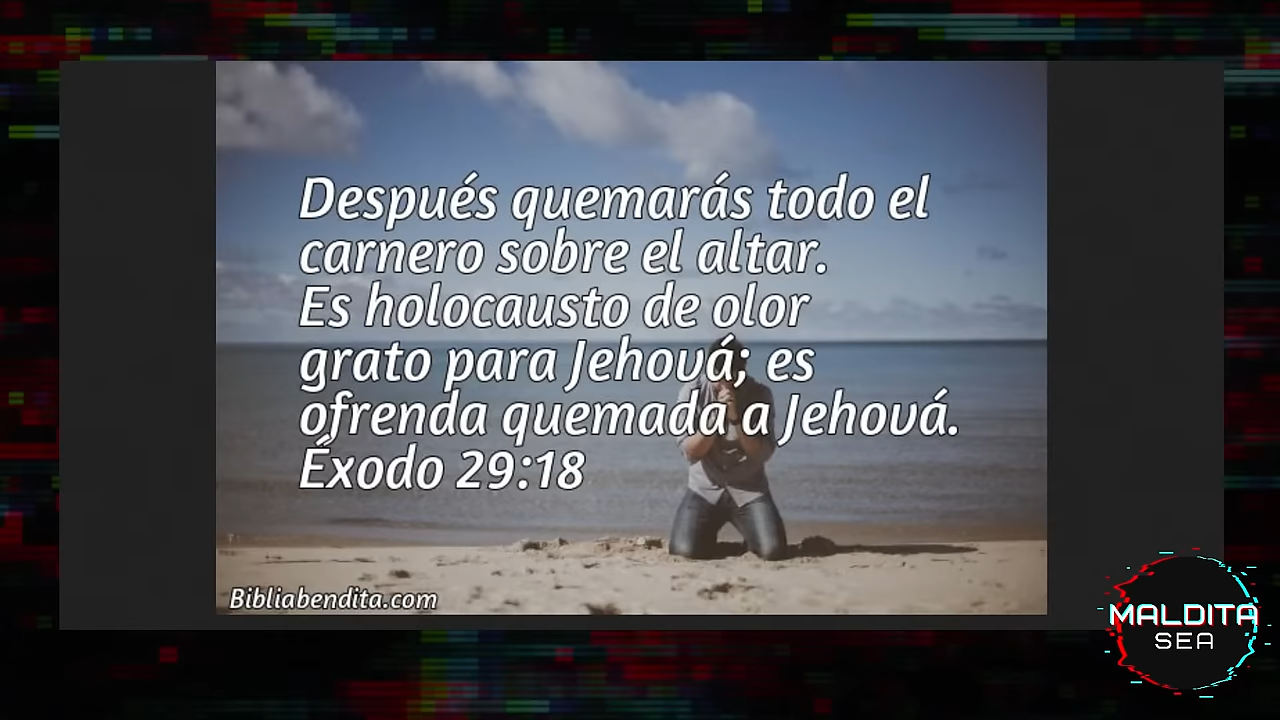 Después quemarás todo el
carnero sobre el altar.
Es holocausto de olor
grato para Jehová; es
ofrenda quemada a Jehová.
Éxodo 29:18
Bibliabendita.com
MALDITA
SEA